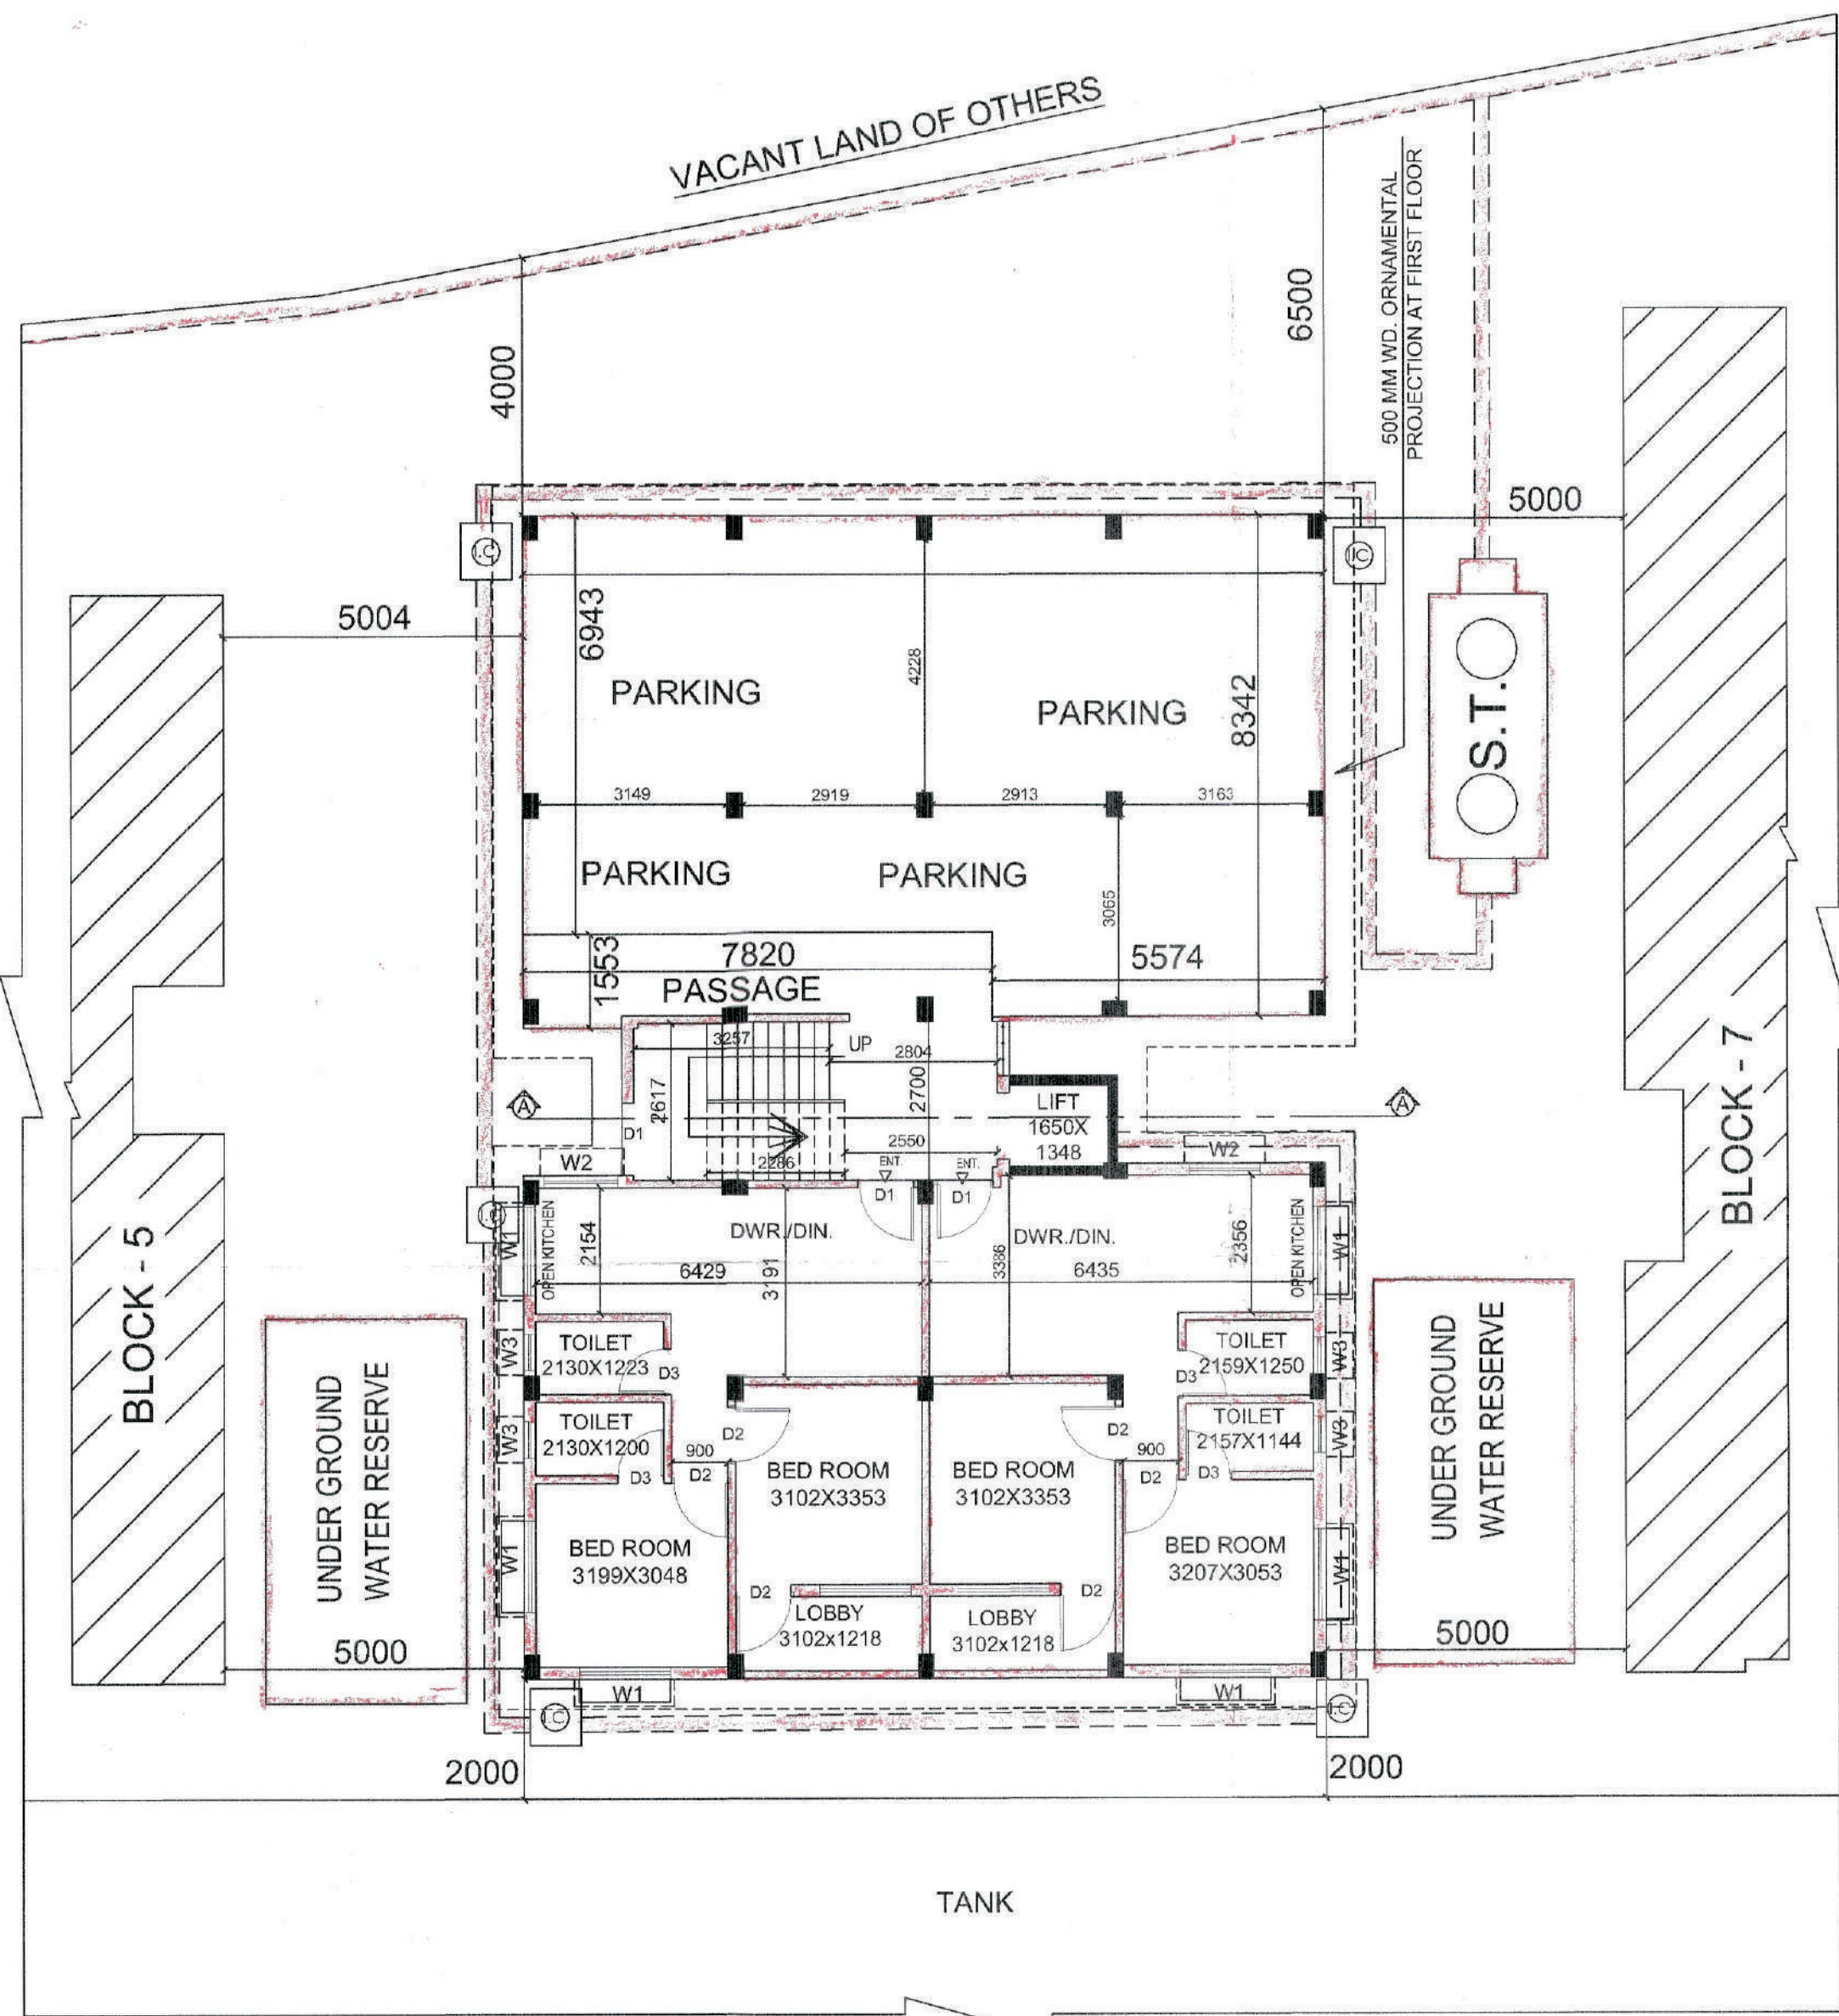 VACANT LAND OF OTHERS
500 MM WD. ORNAMENTAL
PROJECTION AT FIRST FLOOR
4000
6500
5000
I.C
I.C
5004
6943
4228
8342
PARKING
PARKING
S.T.
3149
2919
2913
3163
PARKING
PARKING
3065
1553
7820
5574
PASSAGE
3257
UP
2804
2617
2700
LIFT
1650X
1348
A
A
D1
2550
W2
2286
ENT.
ENT.
W2
D1
D1
BLOCK - 5
BLOCK - 7
I.C
W1
OPEN KITCHEN
2154
DWR./DIN.
DWR./DIN.
2356
OPEN KITCHEN
W1
6429
3191
3386
6435
W3
TOILET
2130X1223
D3
D3
TOILET
2159X1250
W3
W3
TOILET
2130X1200
D3
900
D2
D2
D2
900
D2
TOILET
2157X1144
D3
W3
UNDER GROUND
WATER RESERVE
BED ROOM
3102X3353
BED ROOM
3102X3353
UNDER GROUND
WATER RESERVE
W1
BED ROOM
3199X3048
BED ROOM
3207X3053
W1
D2
LOBBY
3102x1218
LOBBY
3102x1218
D2
5000
5000
W1
W1
I.C
I.C
2000
2000
TANK